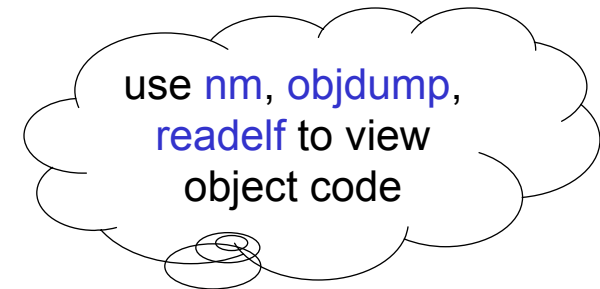 use nm, objdump,
readelf to view
object code